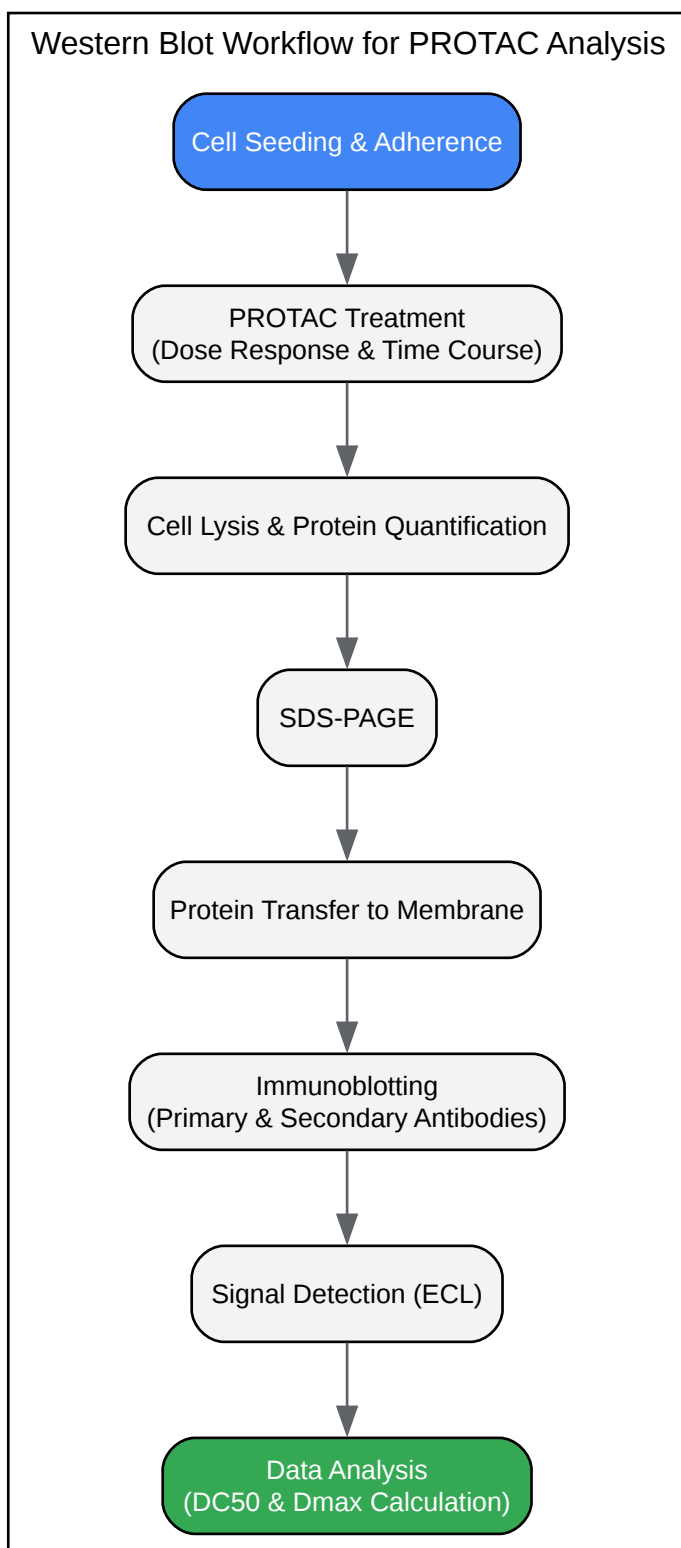 Western Blot Workflow for PROTAC Analysis
Cell Seeding & Adherence
PROTAC Treatment
(Dose Response & Time Course)
Cell Lysis & Protein Quantification
SDS-PAGE
Protein Transfer to Membrane
Immunoblotting
(Primary & Secondary Antibodies)
Signal Detection (ECL)
Data Analysis
(DC50 & Dmax Calculation)